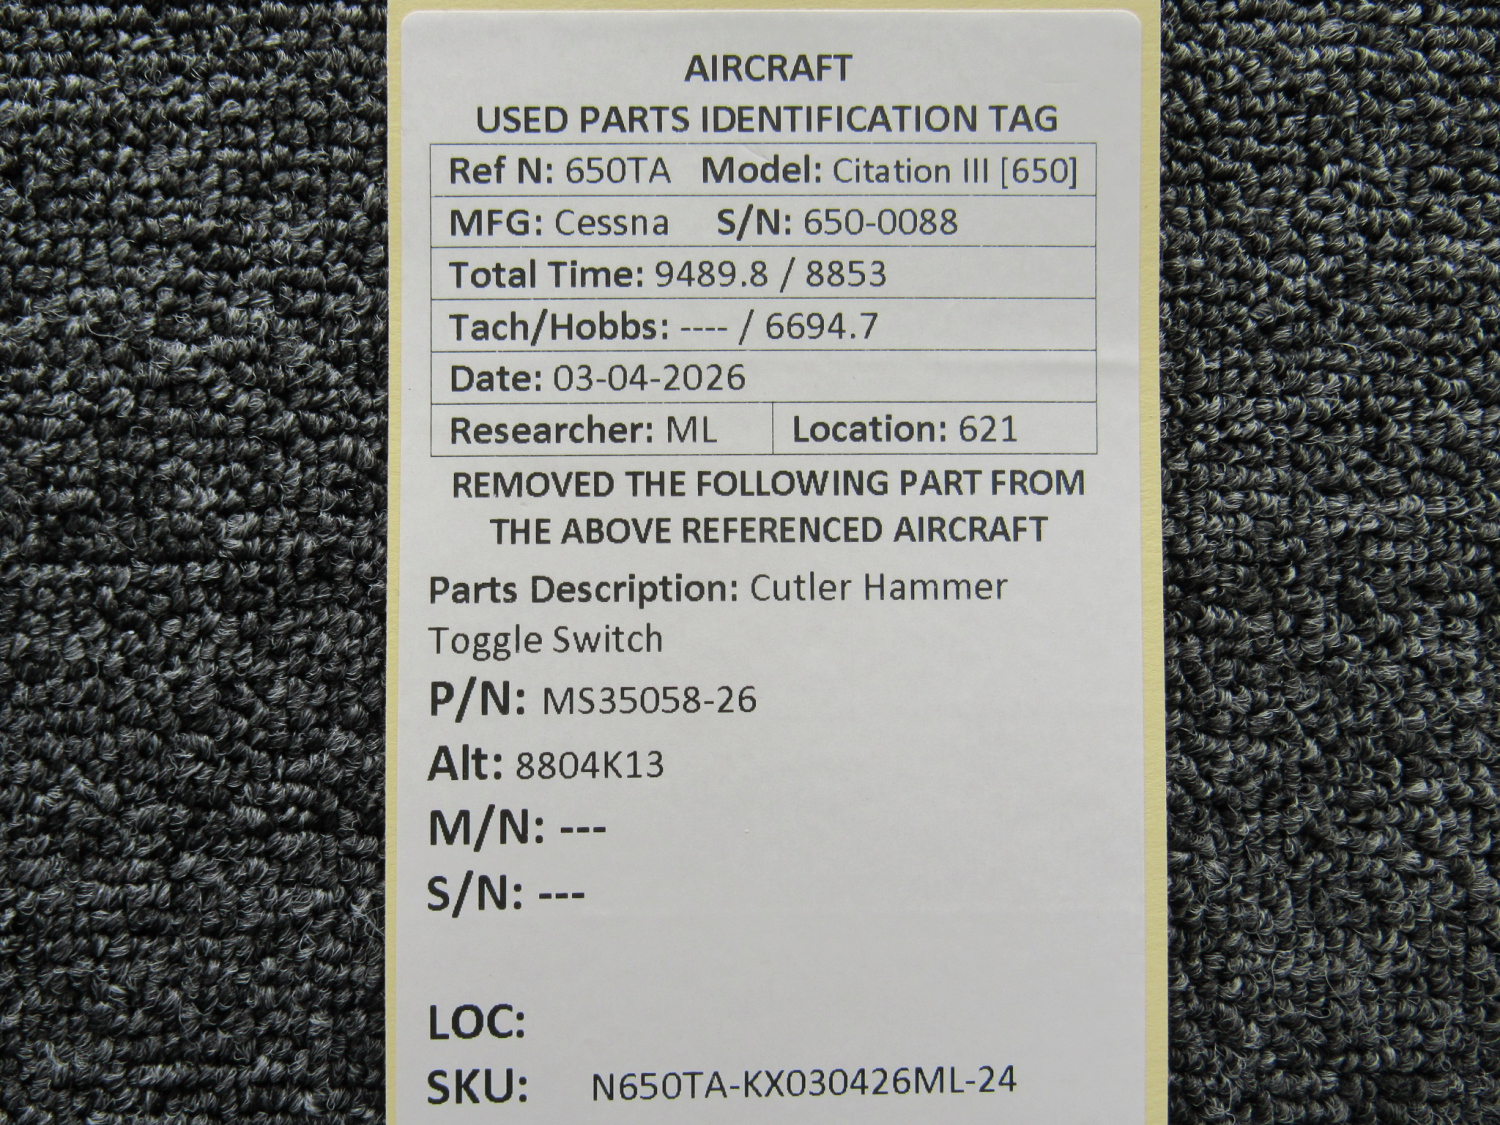 AIRCRAFT
USED PARTS IDENTIFICATION TAG
Ref N: 650TA Model: Citation III [650]
MFG: Cessna S/N: 650-0088
Total Time: 9489.8 / 8853
Tach/Hobbs: ---- / 6694.7
Date: 03-04-2026
Researcher: ML Location: 621
REMOVED THE FOLLOWING PART FROM
THE ABOVE REFERENCED AIRCRAFT
Parts Description: Cutler Hammer
Toggle Switch
P/N: MS35058-26
Alt: 8804K13
M/N: ---
S/N: ---
LOC:
SKU: N650TA-KX030426ML-24